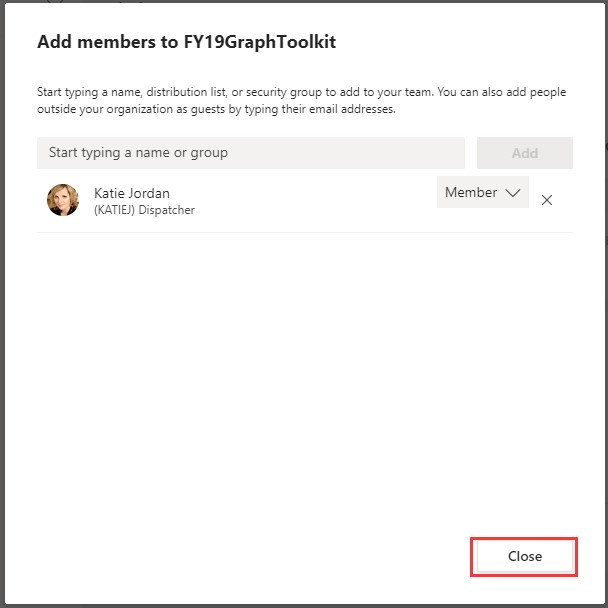 Add members to FY19GraphToolkit
Start typing a name, distribution list, or security group to add to your team. You can also add people
outside your organization as guests by typing their email addresses.
Start typing a name or group
Add
Katie Jordan
Member
(KATIEJ) Dispatcher
Close